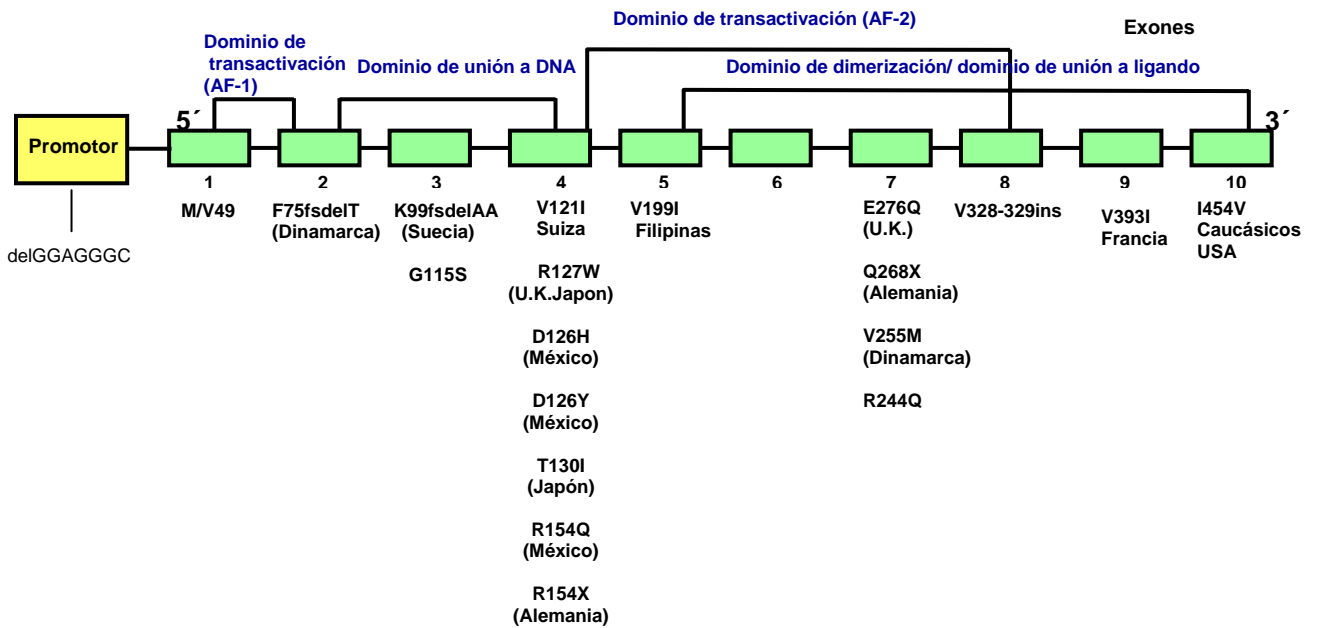 Dominio de transactivación (AF-2)
Exones
Dominio de
transactivación
(AF-1)
Dominio de unión a DNA
Dominio de dimerización/ dominio de unión a ligando
5´
3´
Promotor
1
2
3
4
5
6
7
8
9
10
delGGAGGGC
M/V49
F75fsdelT
(Dinamarca)
K99fsdelAA
(Suecia)
G115S
V121I
Suiza
R127W
(U.K.Japon)
D126H
(México)
D126Y
(México)
T130I
(Japón)
R154Q
(México)
R154X
(Alemania)
V199I
Filipinas
E276Q
(U.K.)
Q268X
(Alemania)
V255M
(Dinamarca)
R244Q
V328-329ins
V393I
Francia
I454V
Caucásicos
USA